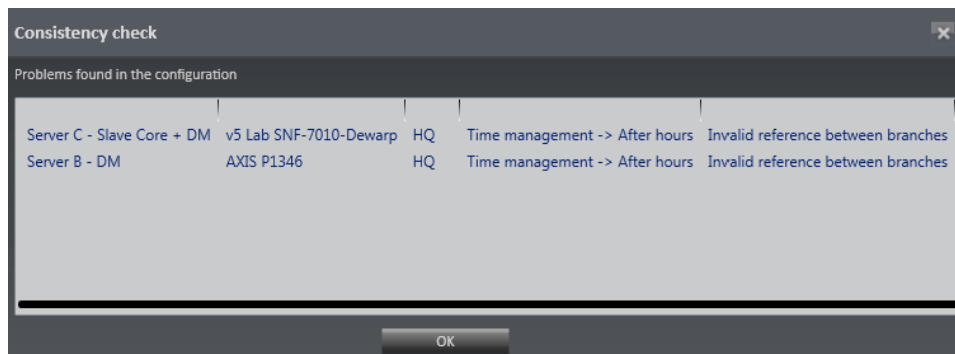 Consistency check
Problems found in the configuration
Server C - Slave Core + DM v5 Lab SNF-7010-Dewarp HQ Time management -> After hours Invalid reference between branches
Server B - DM AXIS P1346 HQ Time management -> After hours Invalid reference between branches
OK